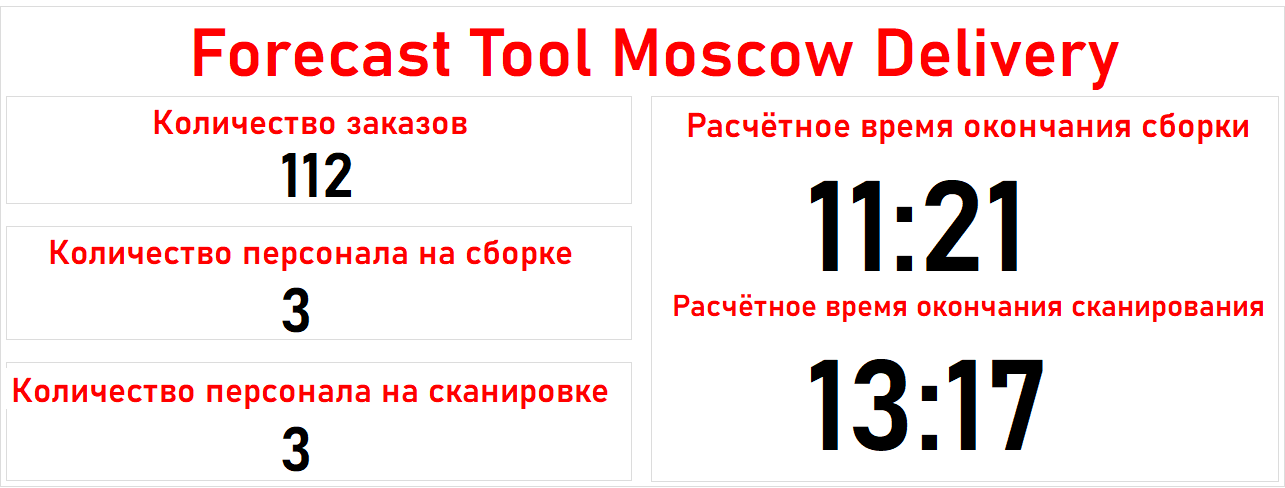 Forecast Tool Moscow Delivery
Количество заказов
112
Количество персонала на сборке
3
Количество персонала на сканировке
3
Расчётное время окончания сборки
11:21
Расчётное время окончания сканирования
13:17